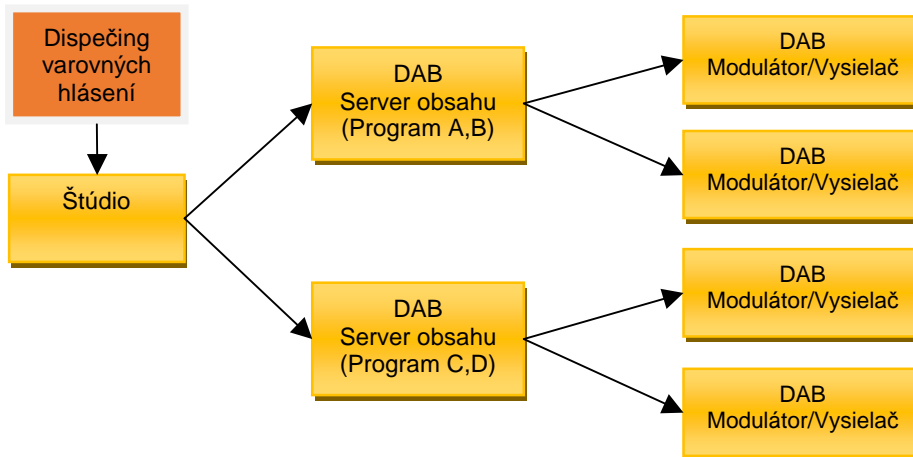 Dispečing
varovných
hlásení
Štúdio
DAB
Server obsahu
(Program A,B)
DAB
Server obsahu
(Program C,D)
DAB
Modulátor/Vysielač
DAB
Modulátor/Vysielač
DAB
Modulátor/Vysielač
DAB
Modulátor/Vysielač